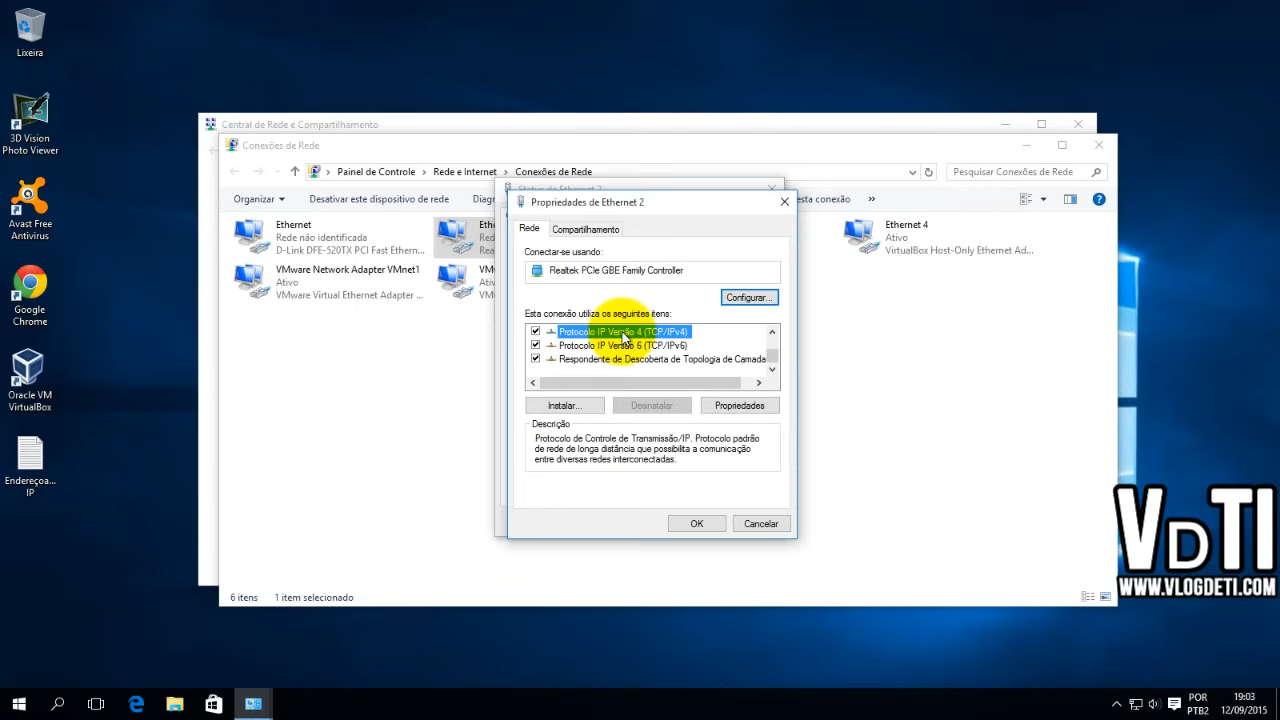 Lixeira
3D Vision
Photo Viewer
Avast Free
Antivirus
Google
Chrome
Oracle VM
VirtualBox
Endereço...
IP
Central de Rede e Compartilhamento
Conexões de Rede
Painel de Controle
Rede e Internet
Conexões de Rede
Pesquisar Conexões de Rede
Organizar
Desativar este dispositivo de rede
esta conexão
»
Ethernet
Rede não identificada
D-Link DFE-520TX PCI Fast Ethern...
VMware Network Adapter VMnet1
Ativo
VMware Virtual Ethernet Adapter ...
Ethernet 4
Ativo
VirtualBox Host-Only Ethernet Ad...
Propriedades de Ethernet 2
Rede
Compartilhamento
Conectar-se usando:
Realtek PCIe GBE Family Controller
Configurar...
Esta conexão utiliza os seguintes itens:
Protocolo IP Versão 4 (TCP/IPv4)
Protocolo IP Versão 6 (TCP/IPv6)
Respondente de Descoberta de Topologia de Camada
Instalar...
Desinstalar
Propriedades
Descrição
Protocolo de Controle de Transmissão/IP. Protocolo padrão
de rede de longa distância que possibilita a comunicação
entre diversas redes interconectadas.
OK
Cancelar
6 itens
1 item selecionado
VDTI
WWW.VLOGDETI.COM
POR
PTB2
19:03
12/09/2015